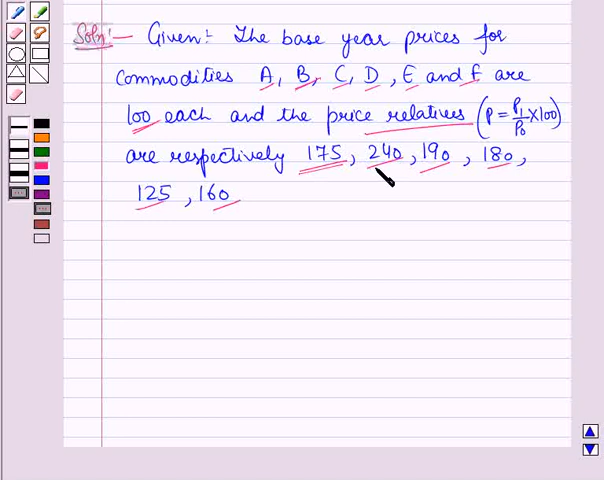 Soln:- Given:- The base year prices for
commodities A, B, C, D, E and F are
100 each and the price relatives (P = P1/P0 × 100)
are respectively 175, 240, 190, 180,
125, 160